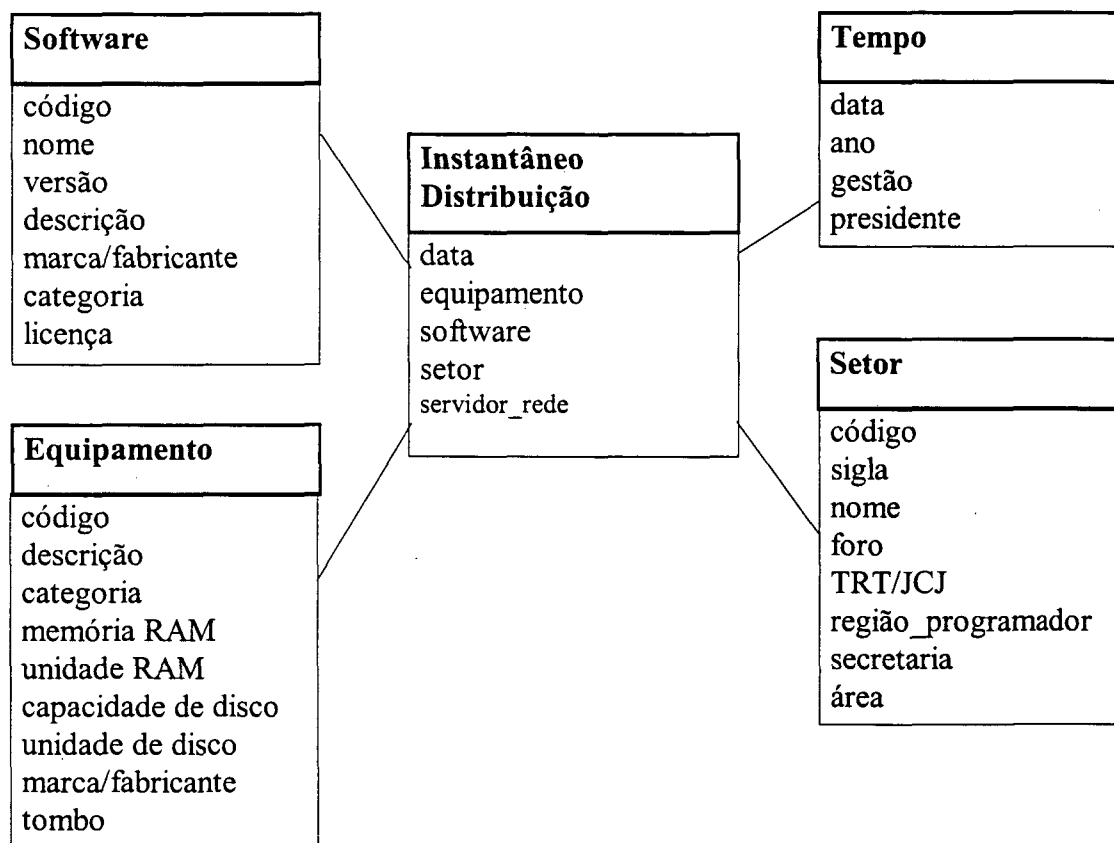 Software
código
nome
versão
descrição
marca/fabricante
categoria
licença
Equipamento
código
descrição
categoria
memória RAM
unidade RAM
capacidade de disco
unidade de disco
marca/fabricante
tombo
Instantâneo
Distribuição
data
equipamento
software
setor
servidor_rede
Tempo
data
ano
gestão
presidente
Setor
código
sigla
nome
foro
TRT/JCJ
região_programador
secretaria
área